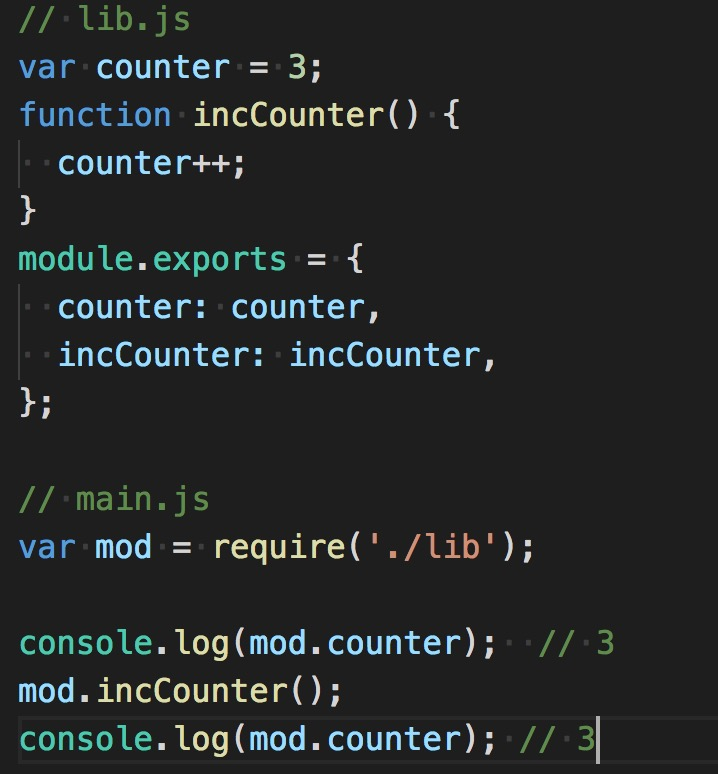 // lib.js
var counter = 3;
function incCounter() {
  counter++;
}
module.exports = {
  counter: counter,
  incCounter: incCounter,
};
// main.js
var mod = require('./lib');
console.log(mod.counter);  // 3
mod.incCounter();
console.log(mod.counter); // 3